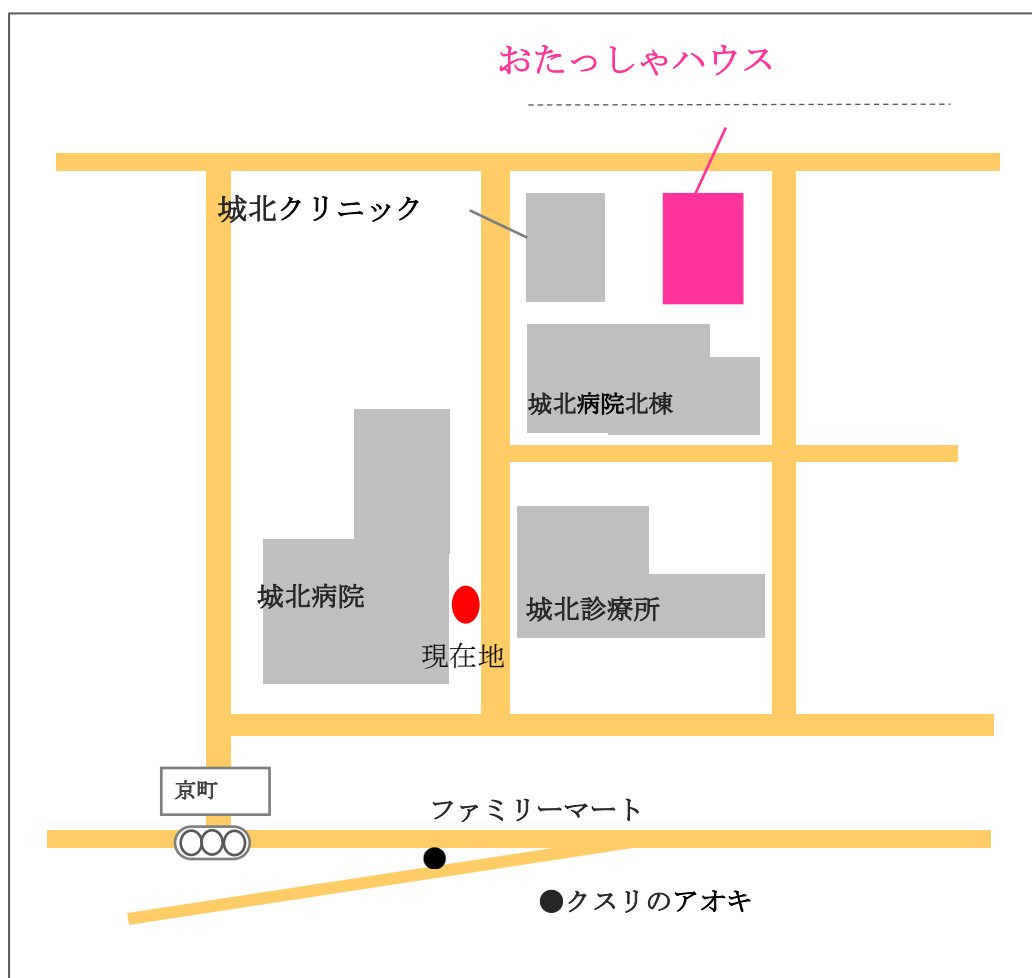 おたっしゃハウス
城北クリニック
城北病院北棟
城北病院
城北診療所
現在地
京町
ファミリーマート
●クスリのアオキ